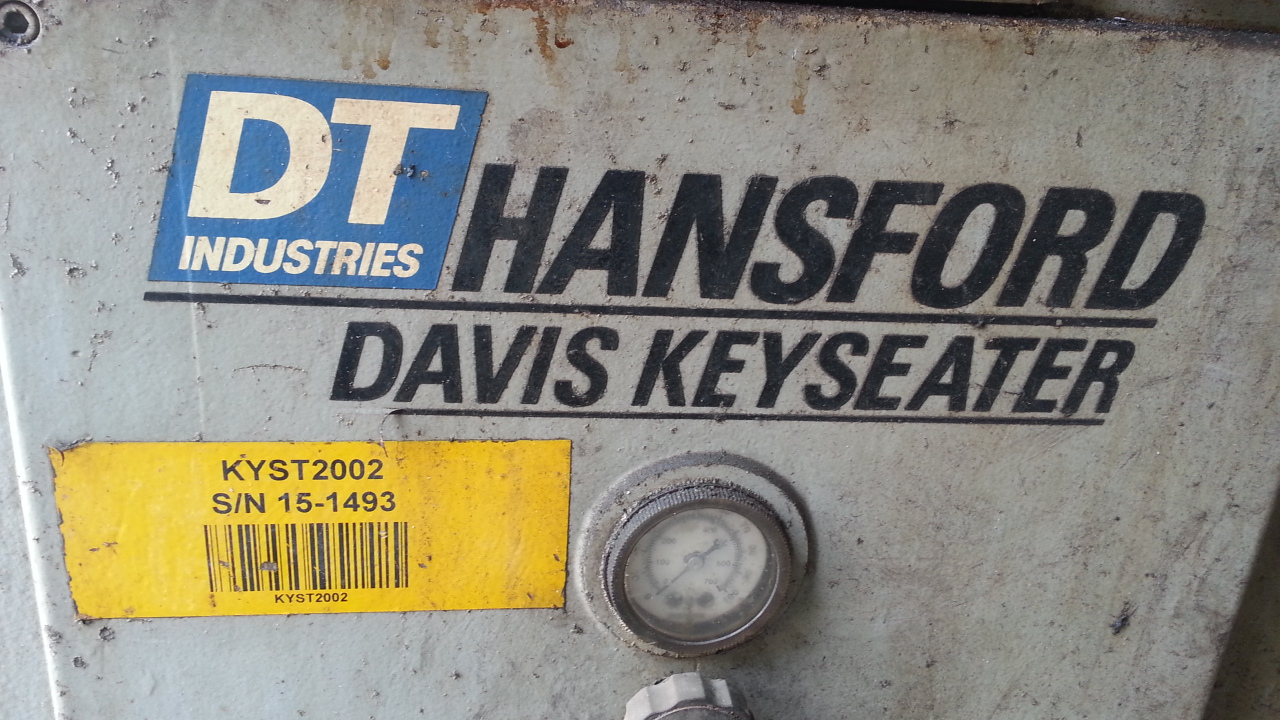 DT
INDUSTRIES
HANSFORD
DAVIS KEYSEATER
KYST2002
S/N 15-1493
KYST2002